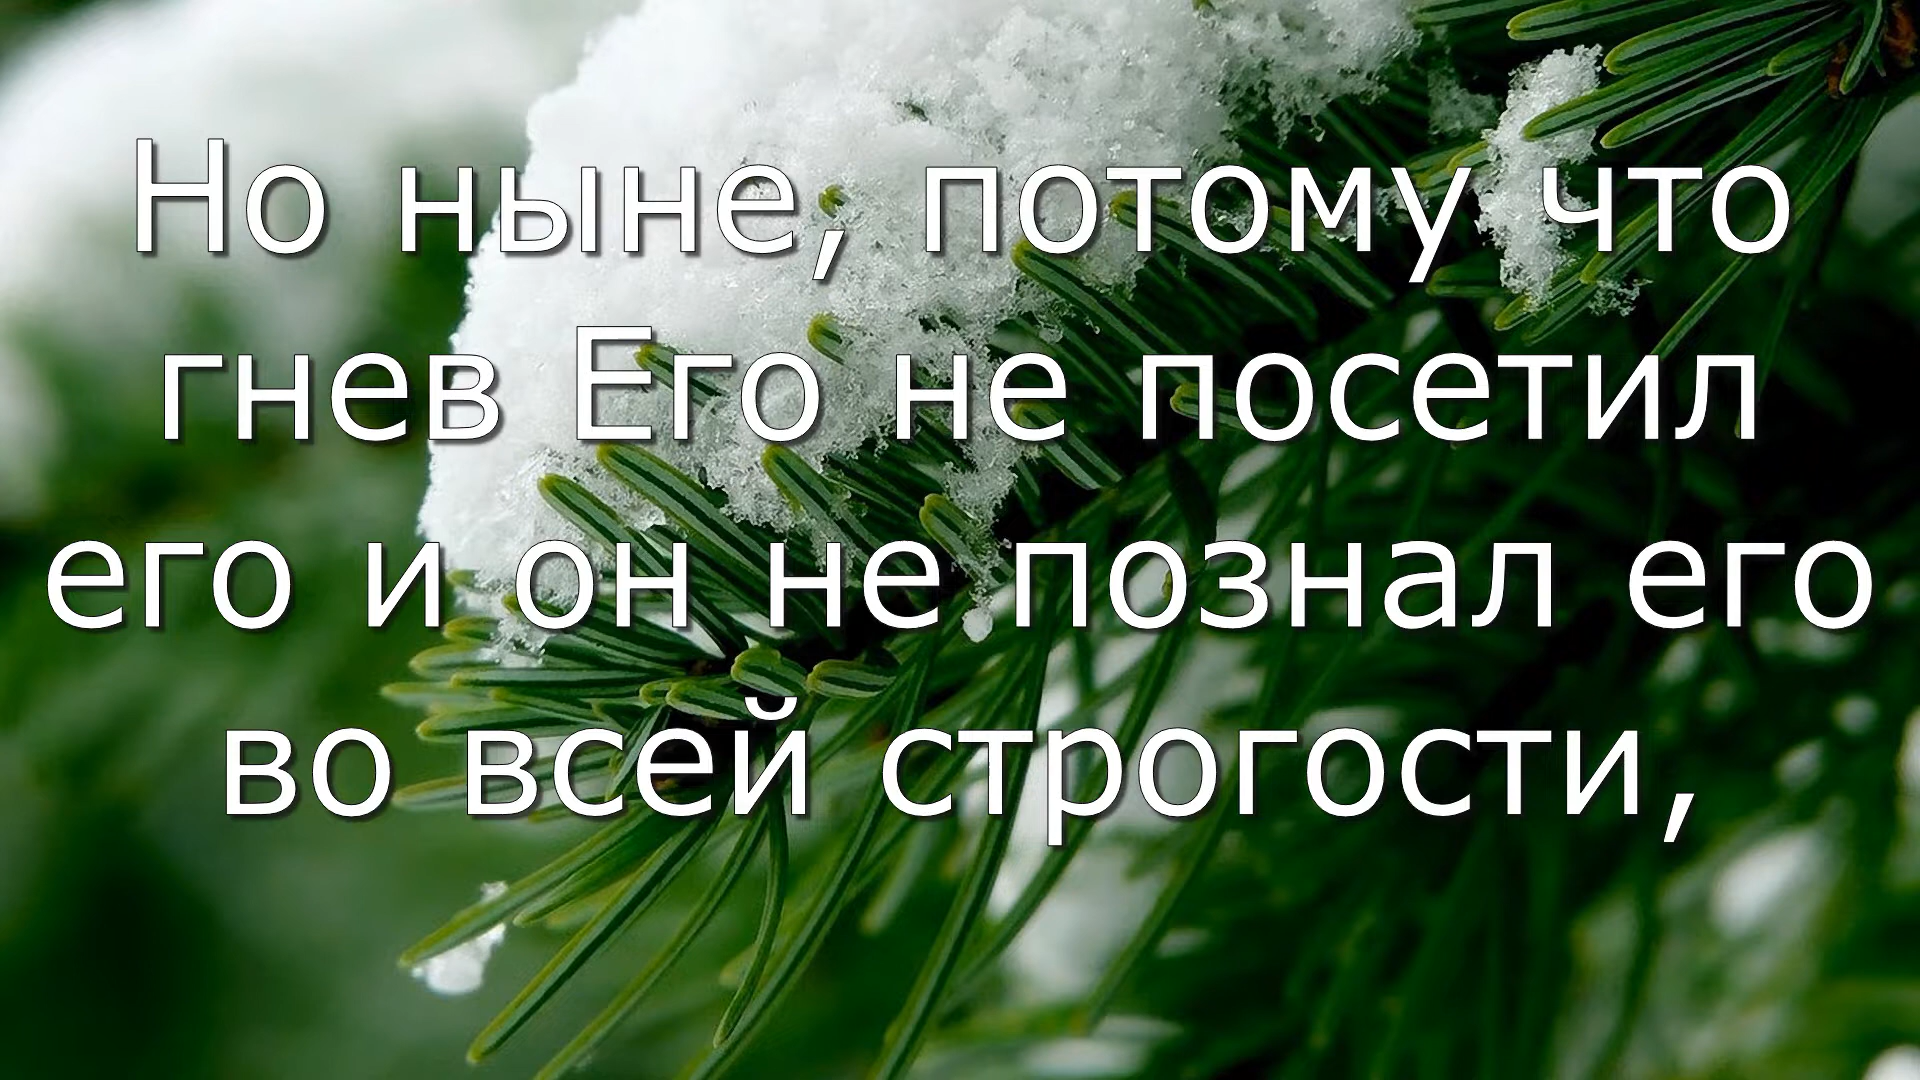 Но ныне, потому что
гнев Его не посетил
его и он не познал его
во всей строгости,